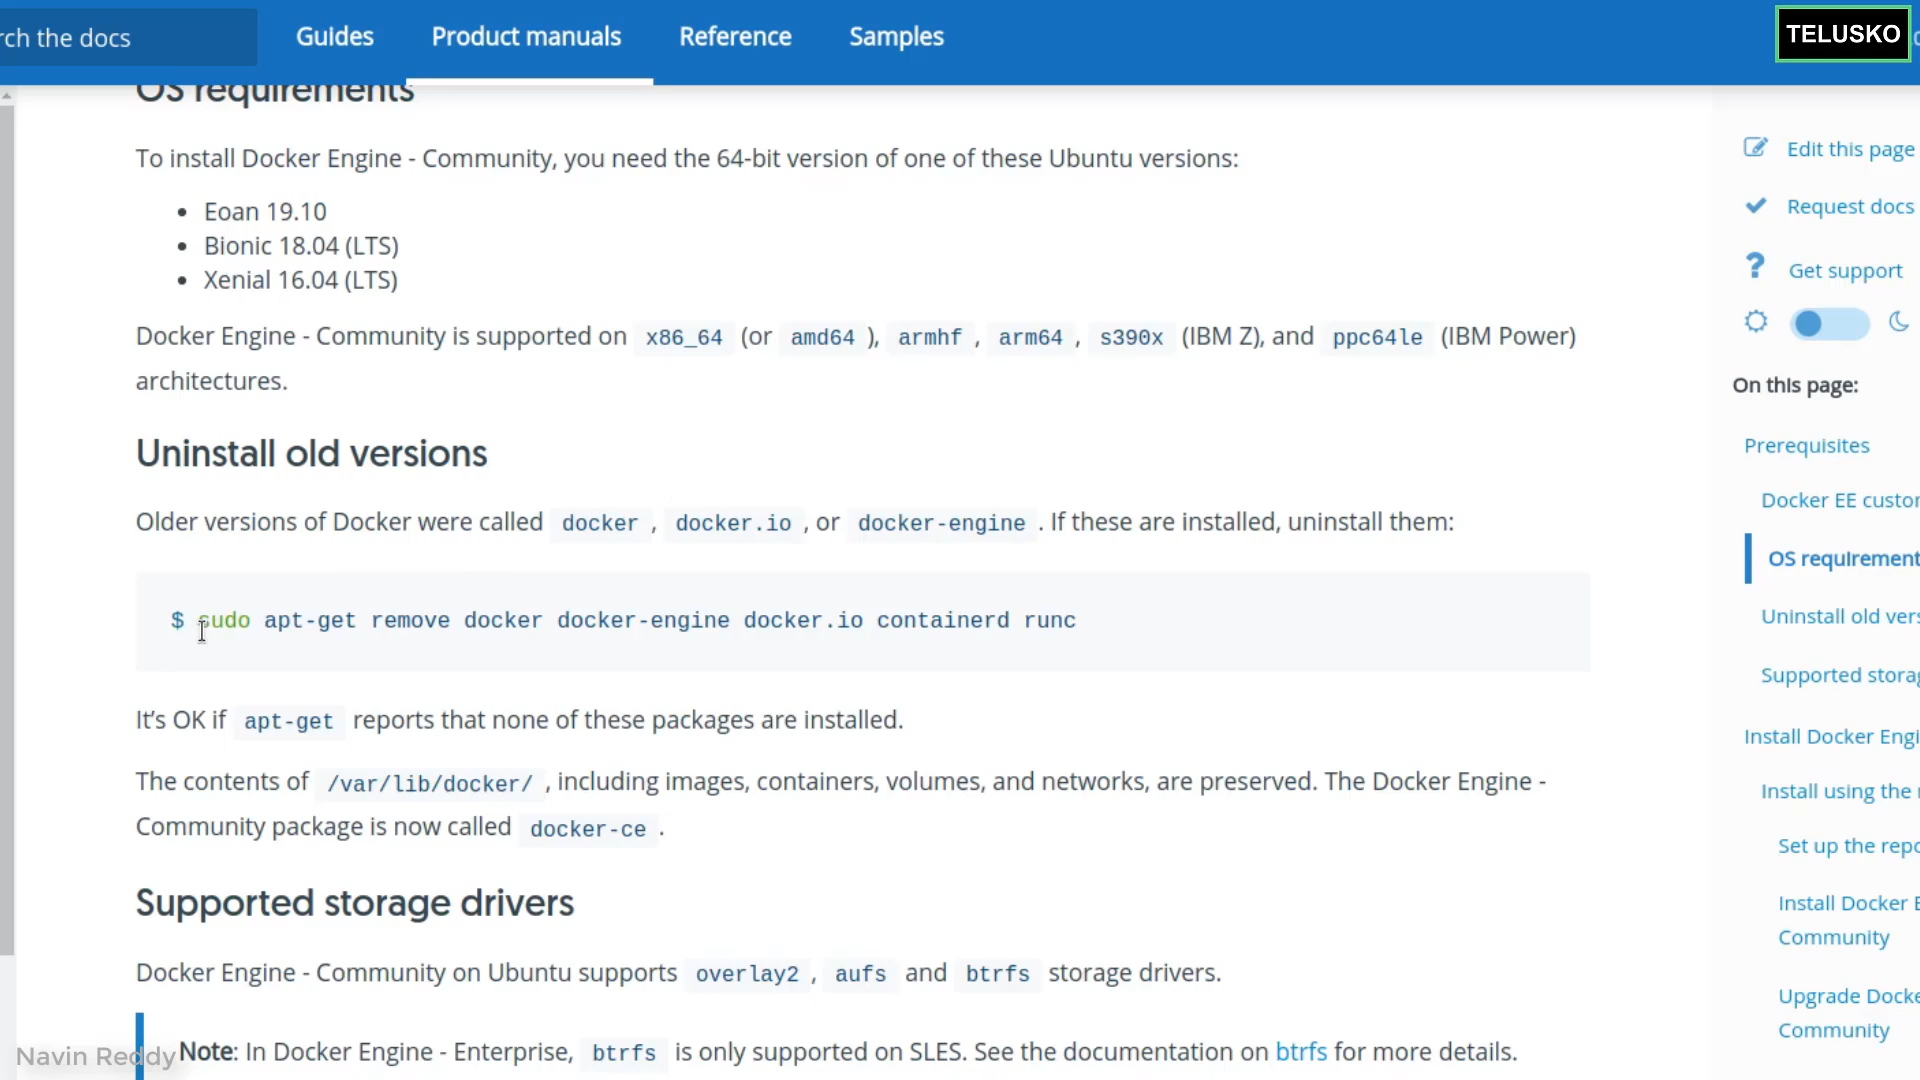 rch the docs
Guides
Product manuals
Reference
Samples
TELUSKO
OS requirements
To install Docker Engine - Community, you need the 64-bit version of one of these Ubuntu versions:
• Eoan 19.10
• Bionic 18.04 (LTS)
• Xenial 16.04 (LTS)
Docker Engine - Community is supported on x86_64 (or amd64 ), armhf , arm64 , s390x (IBM Z), and ppc64le (IBM Power)
architectures.
Uninstall old versions
Older versions of Docker were called docker , docker.io , or docker-engine . If these are installed, uninstall them:
$ sudo apt-get remove docker docker-engine docker.io containerd runc
It’s OK if apt-get reports that none of these packages are installed.
The contents of /var/lib/docker/ , including images, containers, volumes, and networks, are preserved. The Docker Engine -
Community package is now called docker-ce .
Supported storage drivers
Docker Engine - Community on Ubuntu supports overlay2 , aufs and btrfs storage drivers.
Note: In Docker Engine - Enterprise, btrfs is only supported on SLES. See the documentation on btrfs for more details.
Navin Reddy
Edit this page
Request docs
Get support
On this page:
Prerequisites
Docker EE custo
OS requirement
Uninstall old vers
Supported storag
Install Docker Engi
Install using the
Set up the repo
Install Docker E
Community
Upgrade Docke
Community